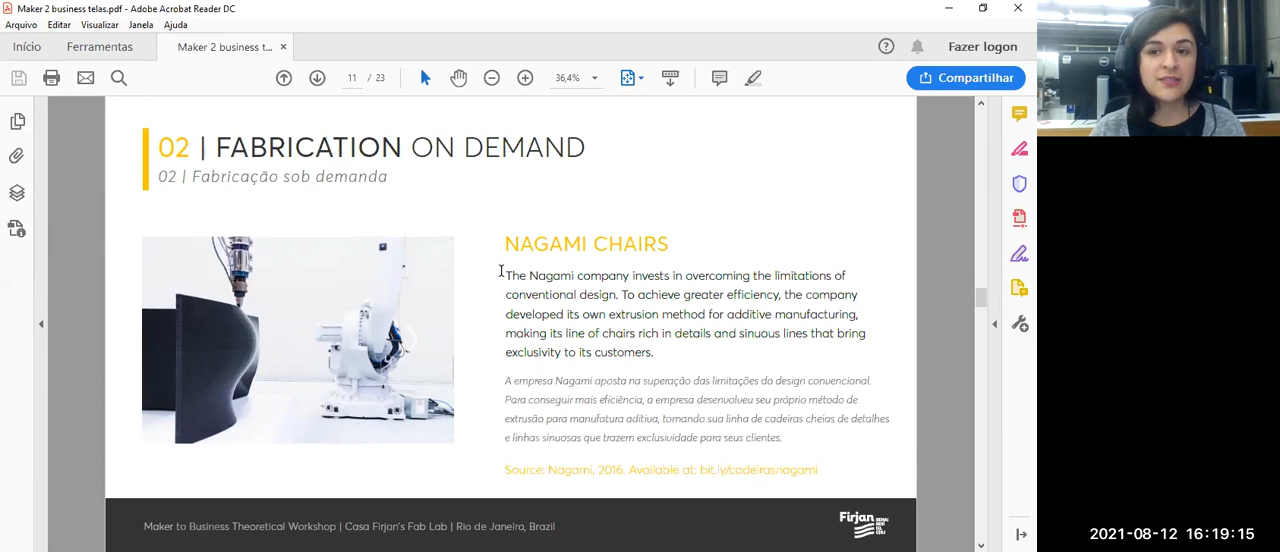 Maker 2 business telas.pdf - Adobe Acrobat Reader DC
Arquivo Editar Visualizar Janela Ajuda
Início Ferramentas Maker 2 business t... × Fazer logon
11 / 23 36,4% Compartilhar
02 | FABRICATION ON DEMAND
02 | Fabricação sob demanda
NAGAMI CHAIRS
The Nagami company invests in overcoming the limitations of
conventional design. To achieve greater efficiency, the company
developed its own extrusion method for additive manufacturing,
making its line of chairs rich in details and sinuous lines that bring
exclusivity to its customers.
A empresa Nagami aposta na superação das limitações do design convencional.
Para conseguir mais eficiência, a empresa desenvolveu seu próprio método de
extrusão para manufatura aditiva, tornando sua linha de cadeiras cheias de detalhes
e linhas sinuosas que trazem exclusividade para seus clientes.
Source: Nagami, 2016. Available at: bit.ly/cadeirasnagami
Maker to Business Theoretical Workshop | Casa Firjan's Fab Lab | Rio de Janeiro, Brazil
Firjan
2021-08-12 16:19:15